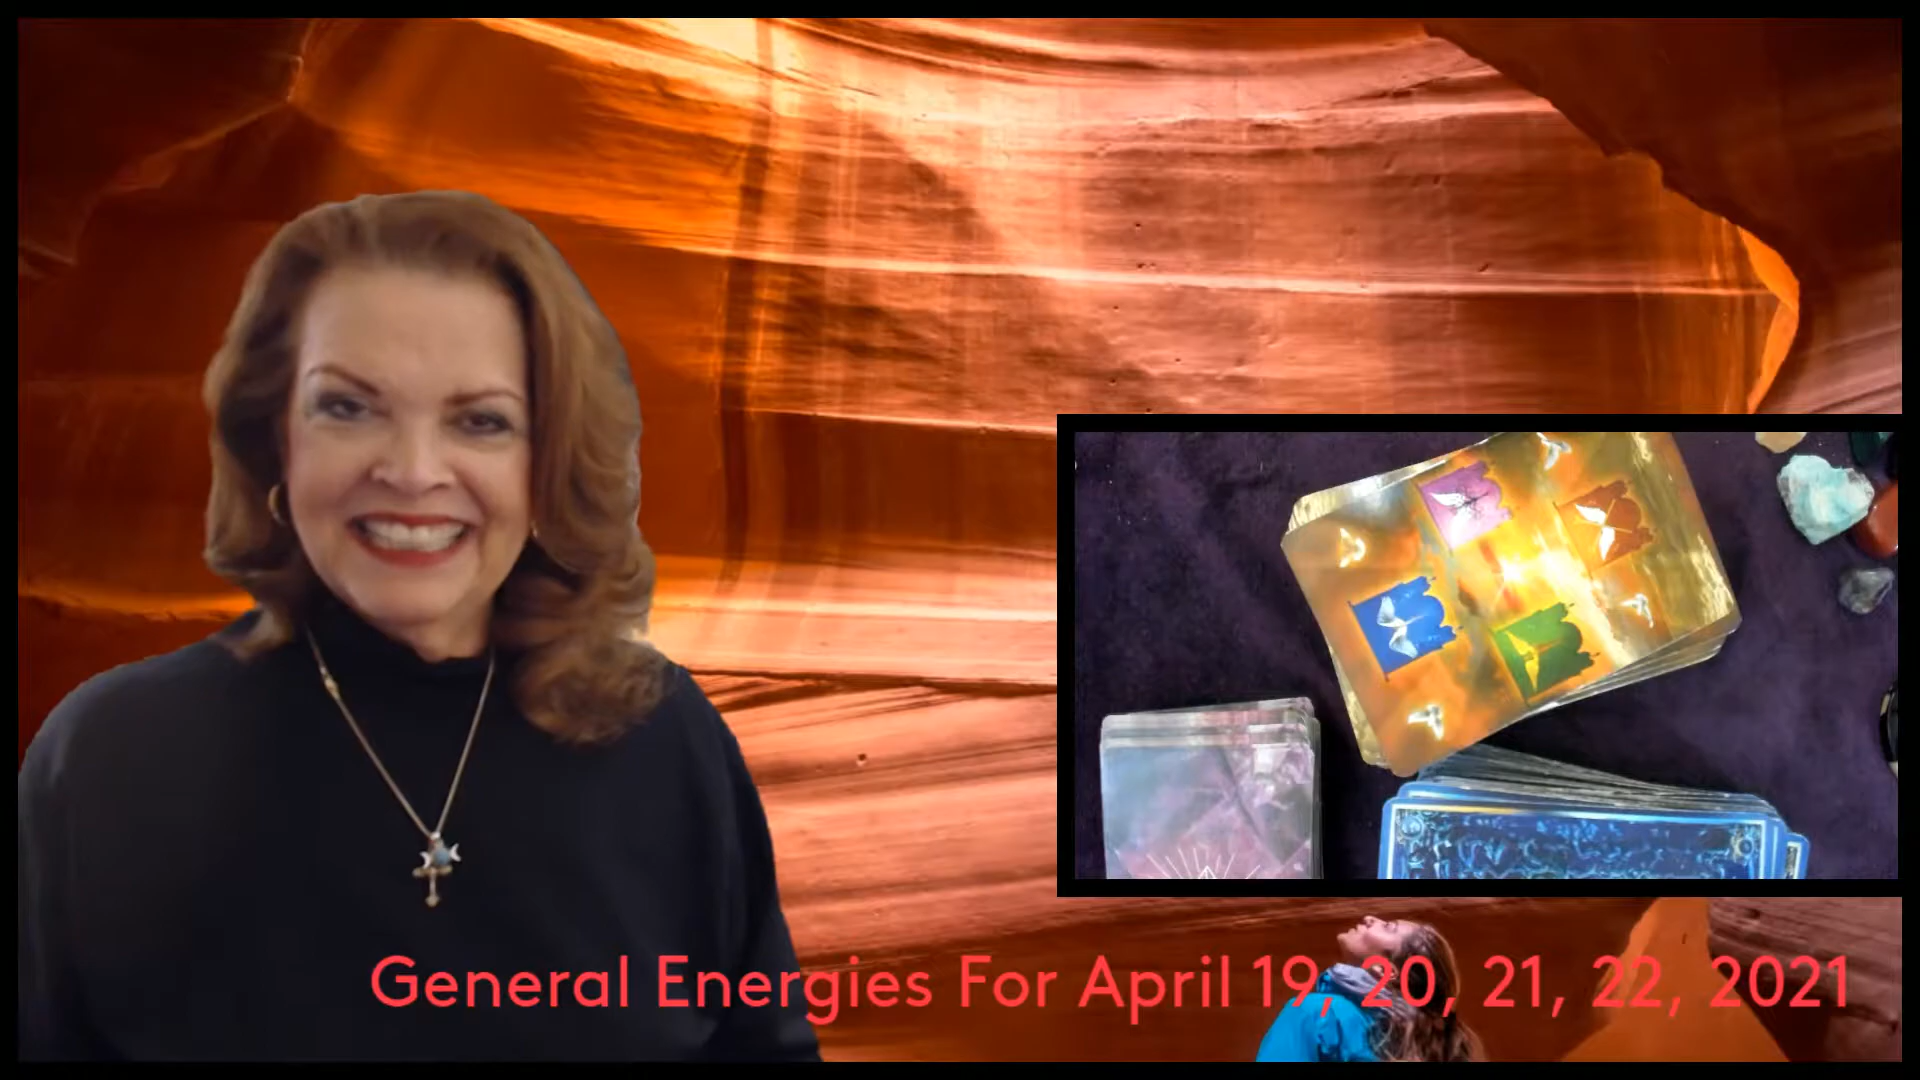 General Energies For April 19, 20, 21, 22, 2021